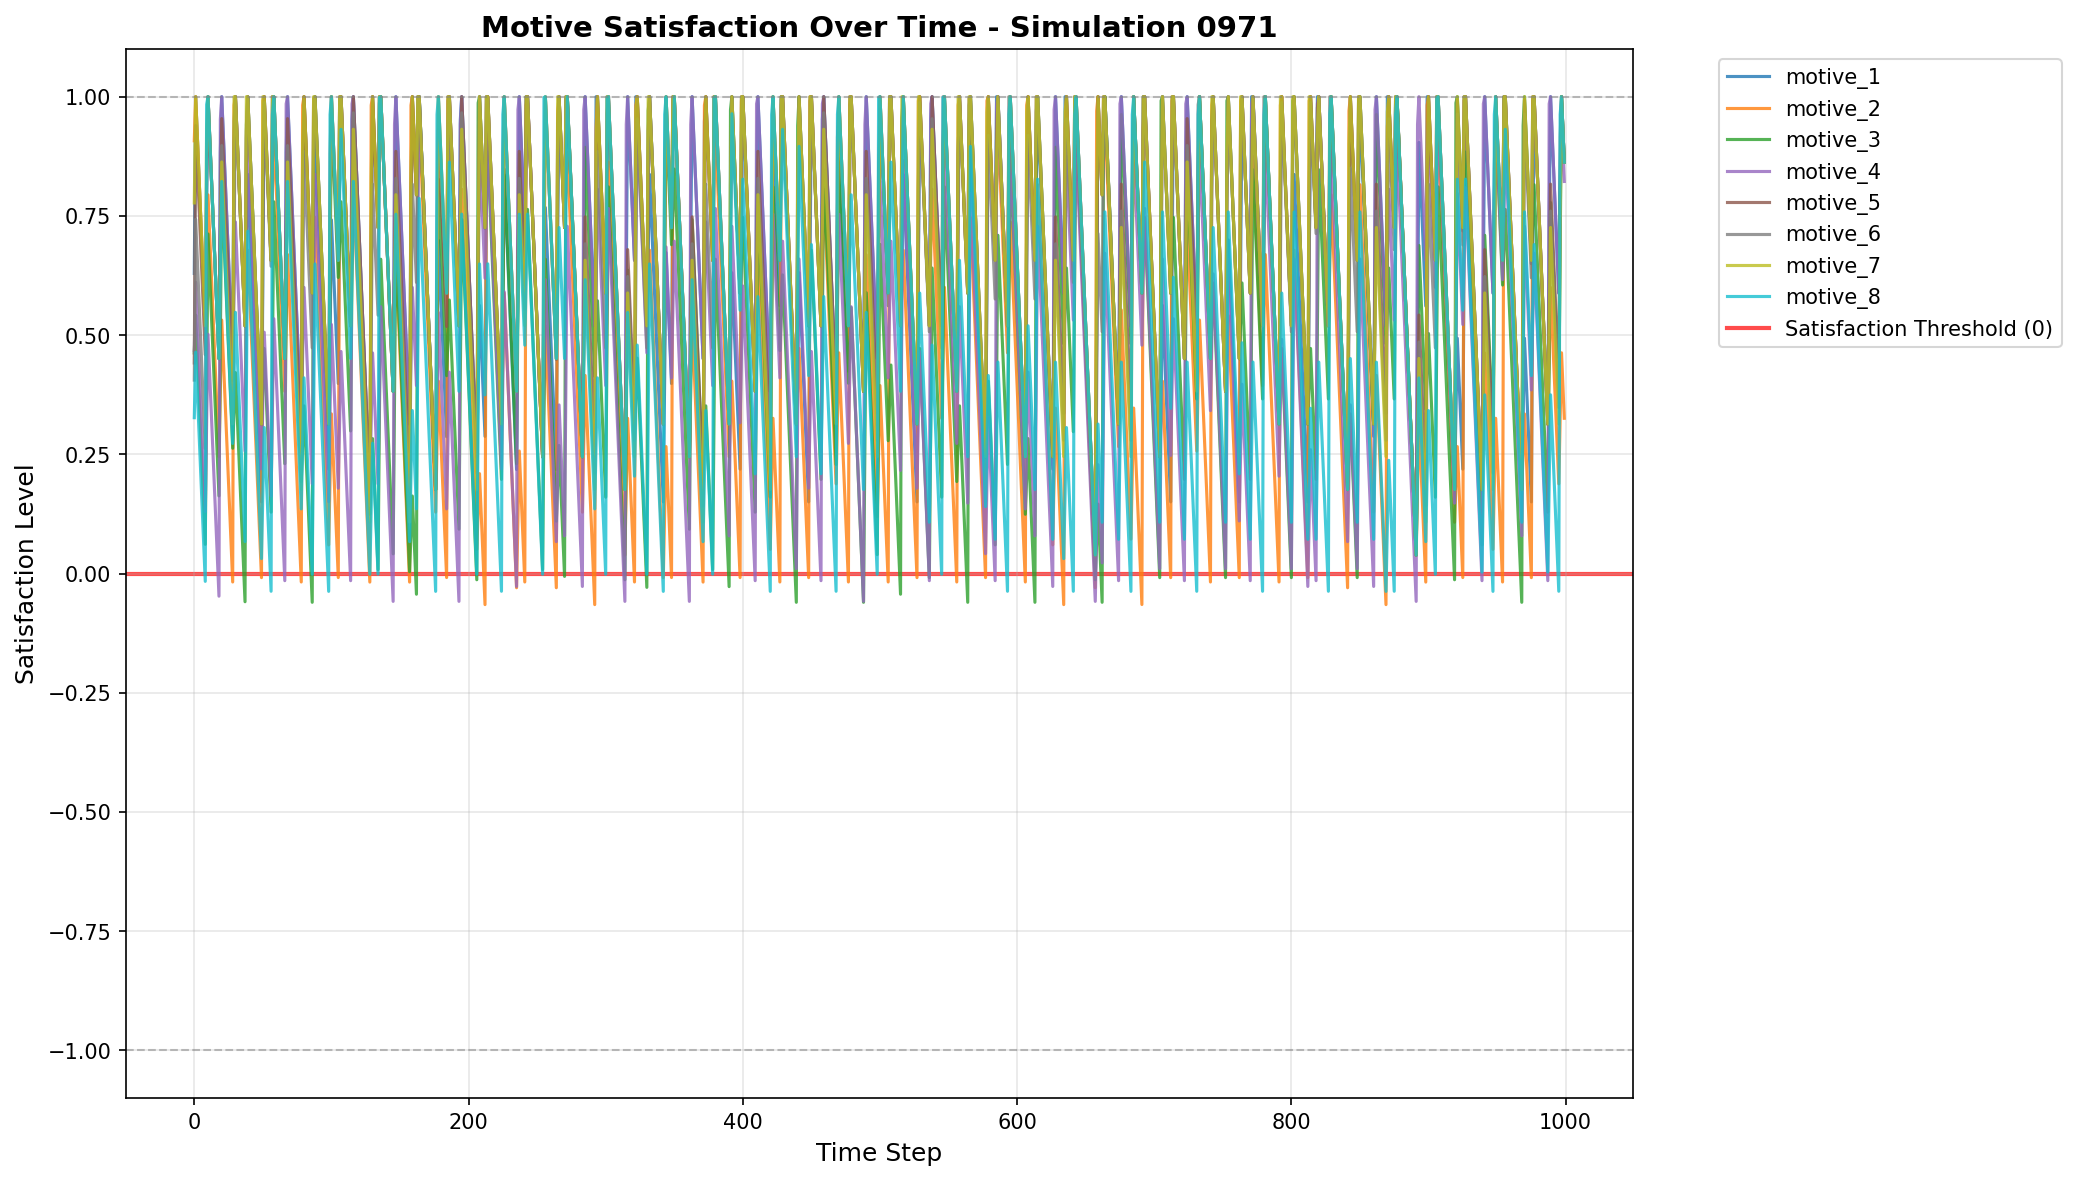 Motive Satisfaction Over Time - Simulation 0971
1.00
0.75
0.50
0.25
0.00
−0.25
−0.50
−0.75
−1.00
Satisfaction Level
0 200 400 600 800 1000
Time Step
motive_1
motive_2
motive_3
motive_4
motive_5
motive_6
motive_7
motive_8
Satisfaction Threshold (0)